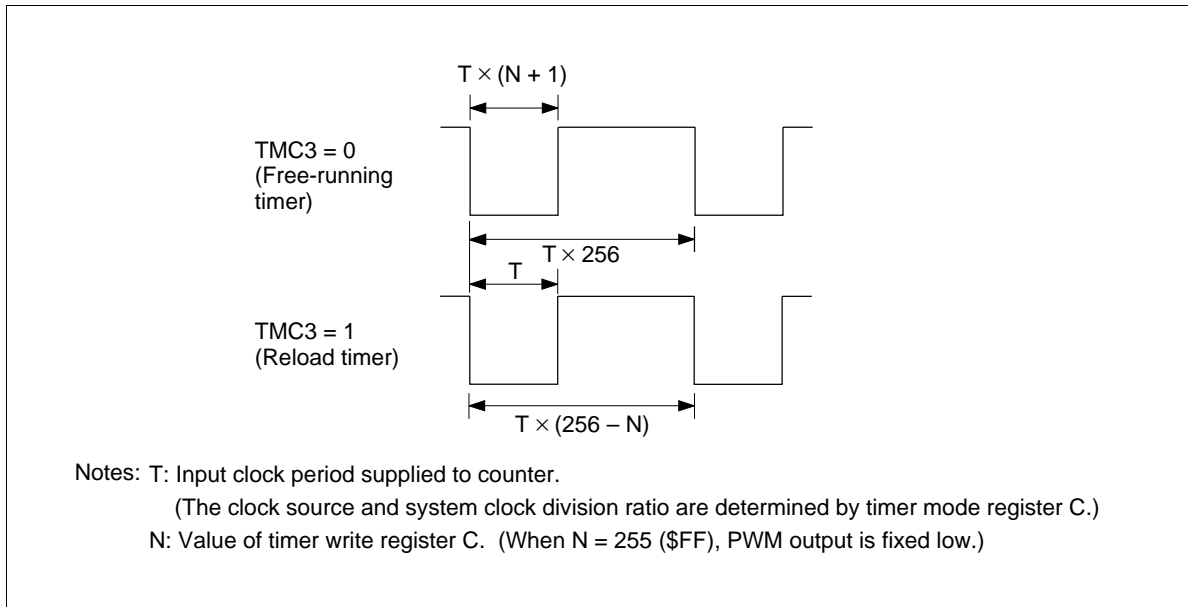 T × (N + 1)
TMC3 = 0
(Free-running
timer)
T × 256
T
TMC3 = 1
(Reload timer)
T × (256 – N)
Notes: T: Input clock period supplied to counter.
(The clock source and system clock division ratio are determined by timer mode register C.)
N: Value of timer write register C. (When N = 255 ($FF), PWM output is fixed low.)